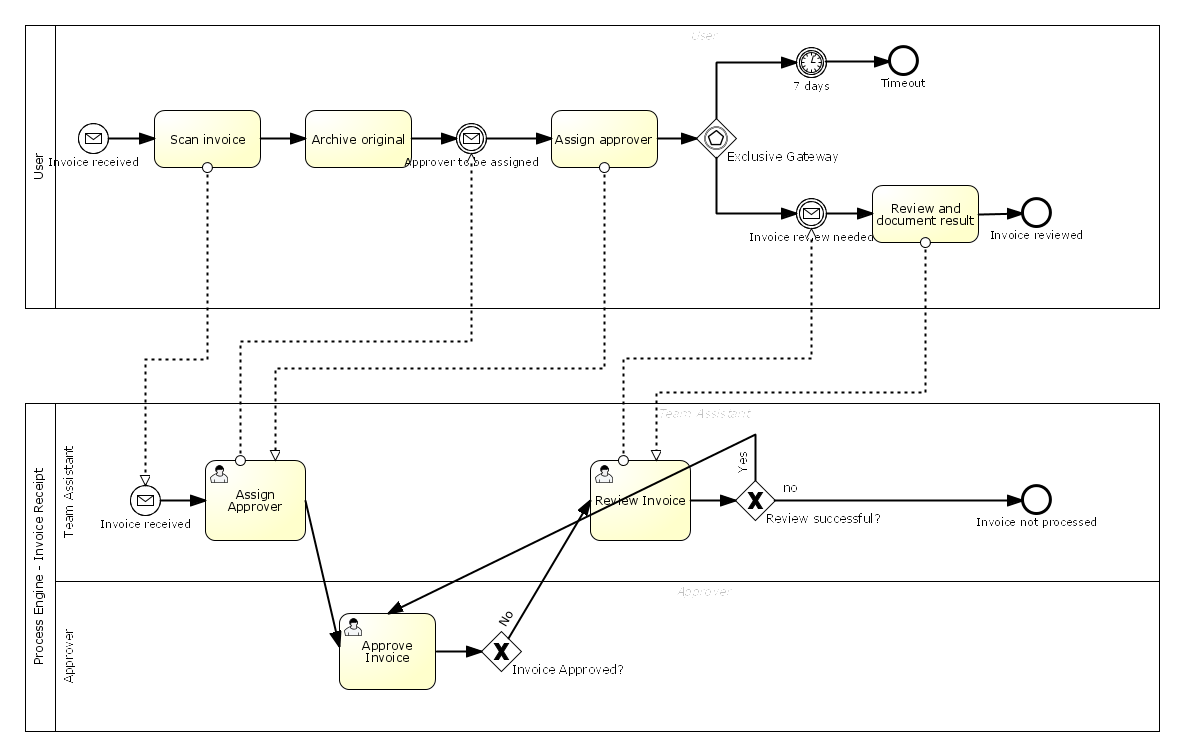 User
User
7 days
Timeout
Scan invoice
Archive original
Assign approver
Invoice received
Approver to be assigned
Exclusive Gateway
Review and
document result
Invoice review needed
Invoice reviewed
Process Engine - Invoice Receipt
Team Assistant
Team Assistant
Yes
no
Assign
Approver
Review Invoice
Invoice received
Review successful?
Invoice not processed
Approver
Approver
No
Approve
Invoice
Invoice Approved?